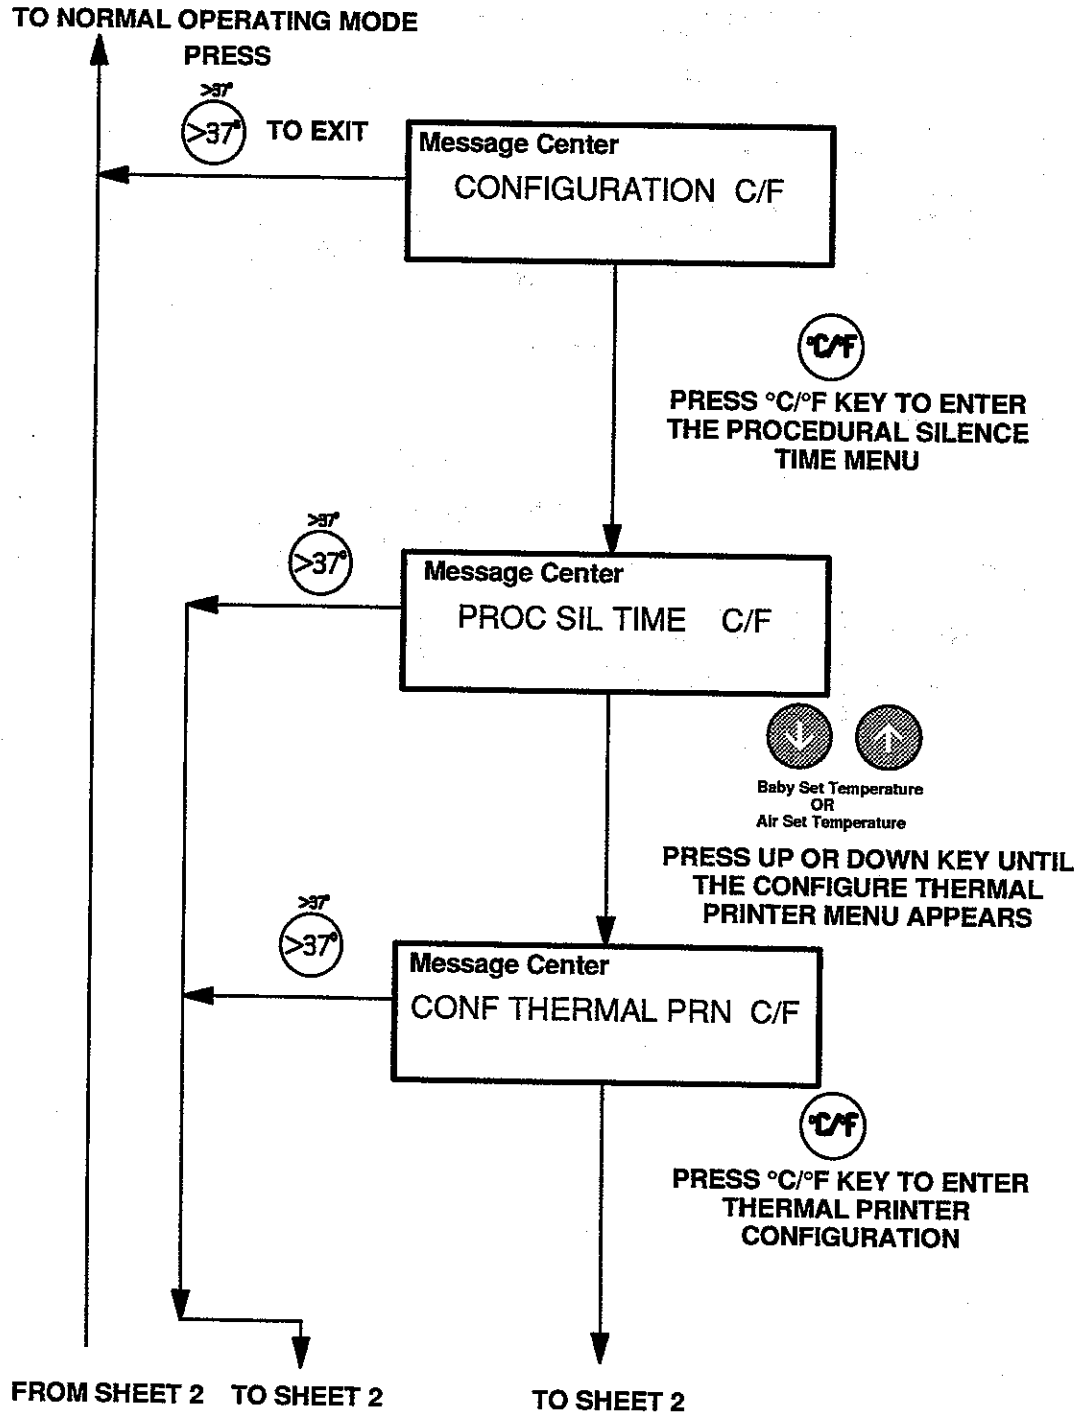 TO NORMAL OPERATING MODE
PRESS
>37°
>37°
TO EXIT
Message Center
CONFIGURATION C/F
°C/°F
PRESS °C/°F KEY TO ENTER
THE PROCEDURAL SILENCE
TIME MENU
>37°
>37°
Message Center
PROC SIL TIME C/F
Baby Set Temperature
OR
Air Set Temperature
PRESS UP OR DOWN KEY UNTIL
THE CONFIGURE THERMAL
PRINTER MENU APPEARS
>37°
>37°
Message Center
CONF THERMAL PRN C/F
°C/°F
PRESS °C/°F KEY TO ENTER
THERMAL PRINTER
CONFIGURATION
FROM SHEET 2
TO SHEET 2
TO SHEET 2